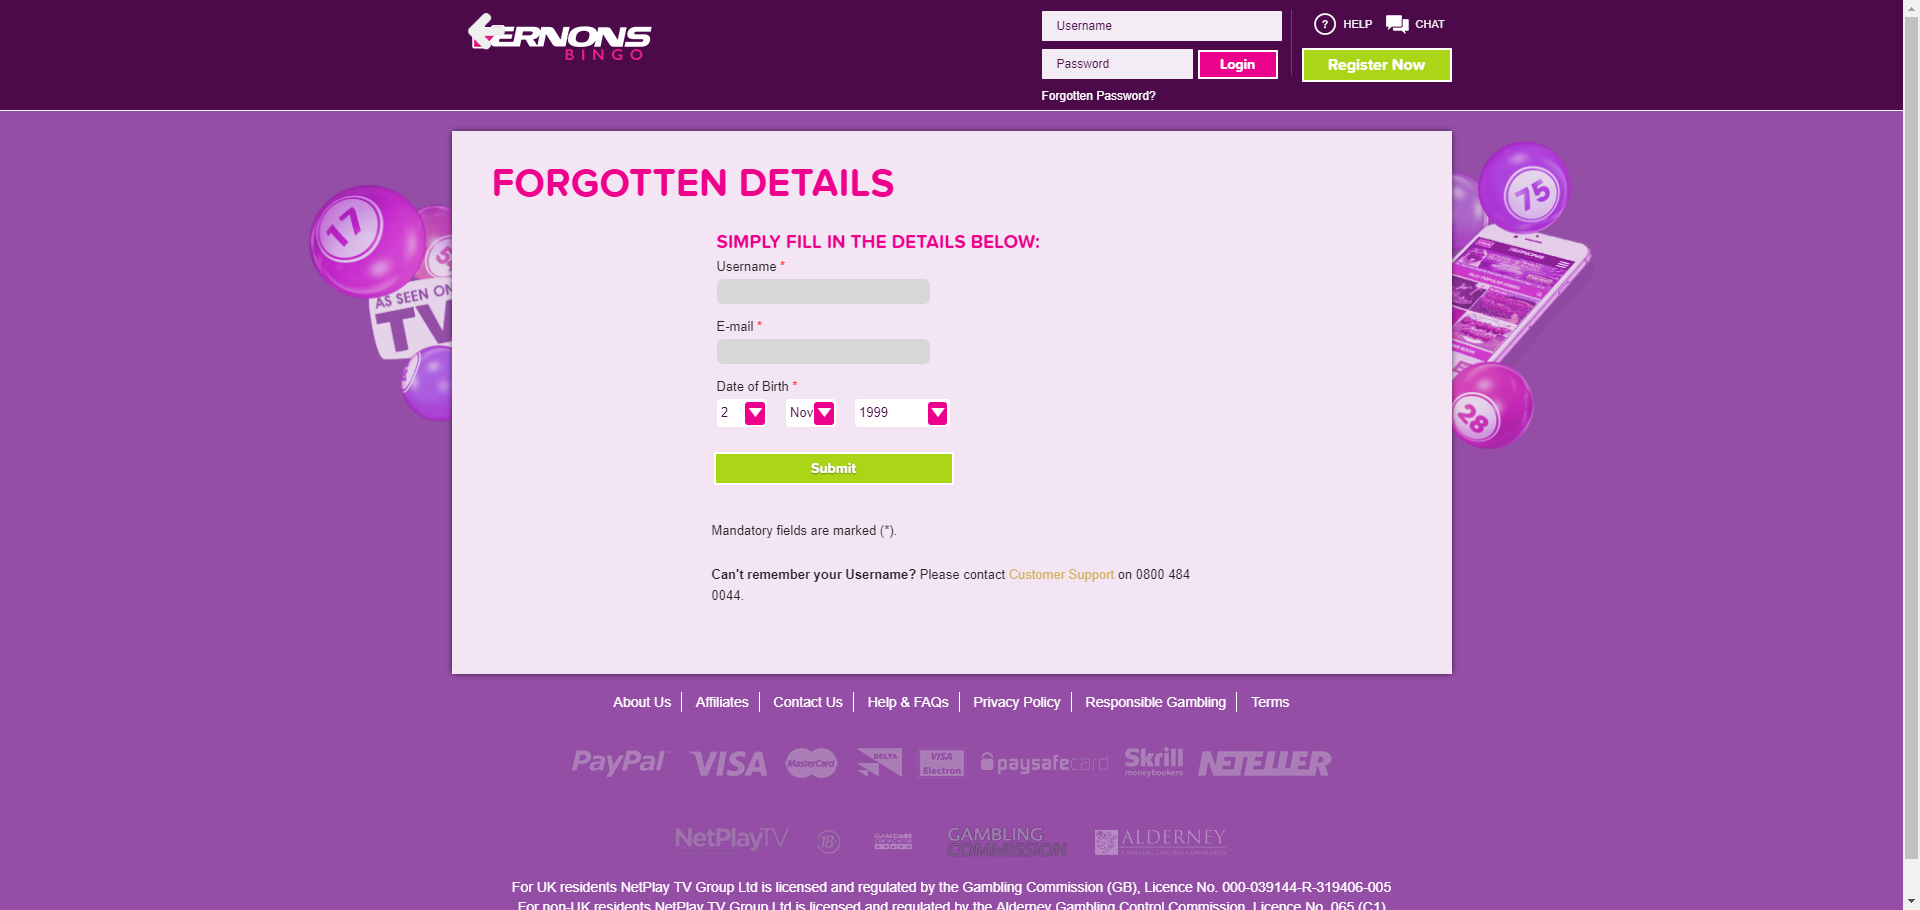 VERNONS
BINGO
Username
Password
Login
Forgotten Password?
? HELP
CHAT
Register Now
FORGOTTEN DETAILS
17
AS SEEN ON
TV
75
28
SIMPLY FILL IN THE DETAILS BELOW:
Username *
E-mail *
Date of Birth *
2
Nov
1999
Submit
Mandatory fields are marked (*).
Can't remember your Username? Please contact Customer Support on 0800 484
0044.
About Us
Affiliates
Contact Us
Help & FAQs
Privacy Policy
Responsible Gambling
Terms
PayPal
VISA
MasterCard
DELTA
VISA
Electron
paysafecard
Skrill
moneybookers
NETELLER
NetPlayTV
18+
GAMCARE
GAMBLING
COMMISSION
ALDERNEY
GAMBLING CONTROL COMMISSION
For UK residents NetPlay TV Group Ltd is licensed and regulated by the Gambling Commission (GB), Licence No. 000-039144-R-319406-005
For non-UK residents NetPlay TV Group Ltd is licensed and regulated by the Alderney Gambling Control Commission, Licence No. 065 (C1)